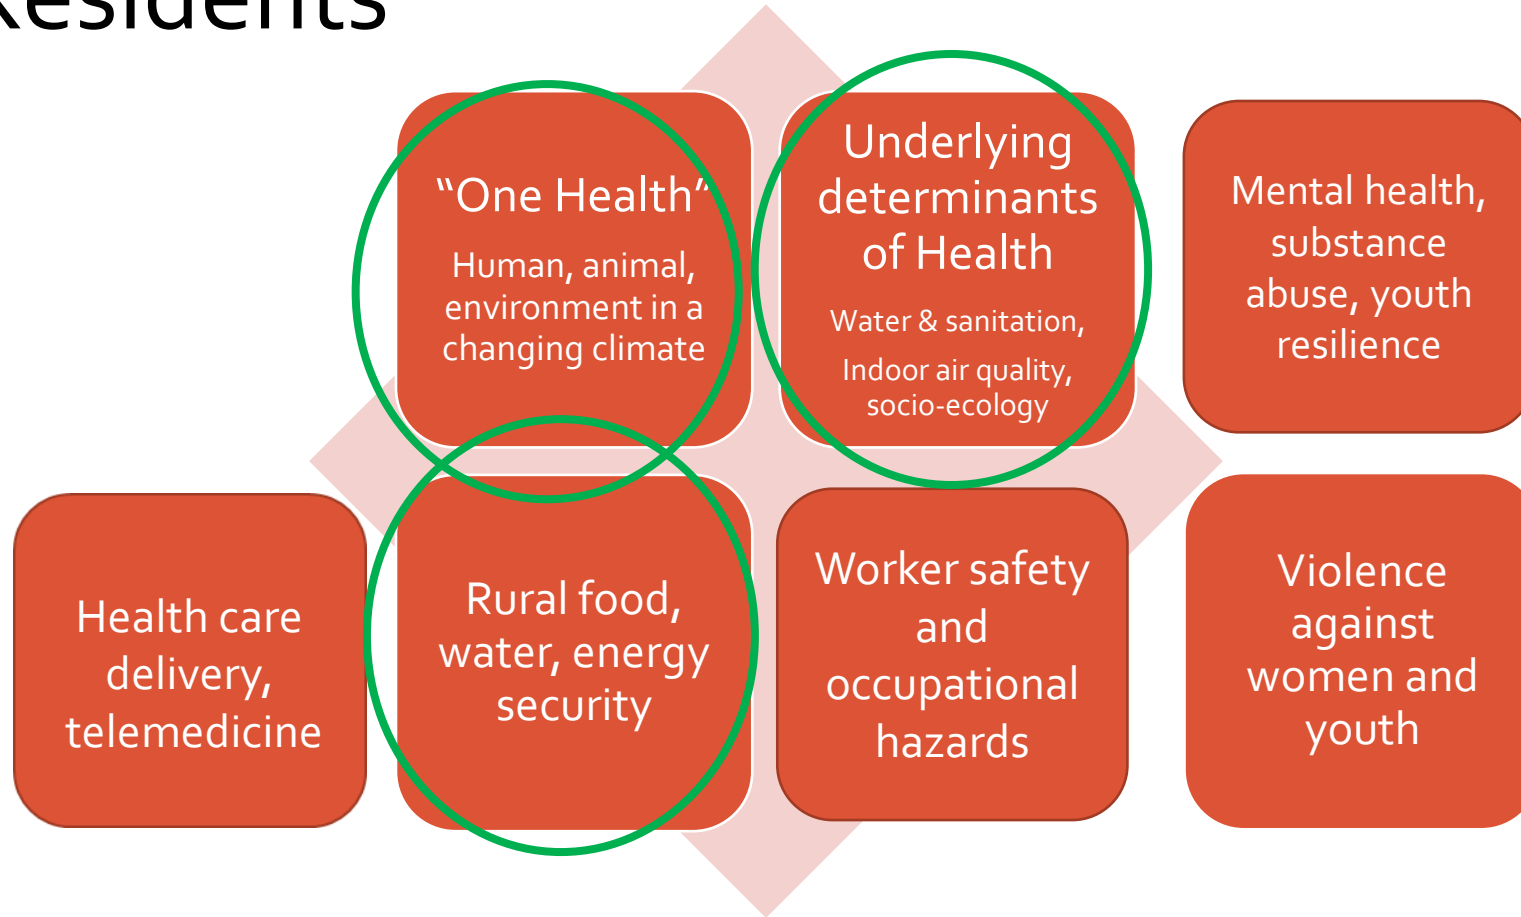 Residents
“One Health”
Human, animal,
environment in a
changing climate
Underlying
determinants
of Health
Water & sanitation,
Indoor air quality,
socio-ecology
Mental health,
substance
abuse, youth
resilience
Health care
delivery,
telemedicine
Rural food,
water, energy
security
Worker safety
and
occupational
hazards
Violence
against
women and
youth